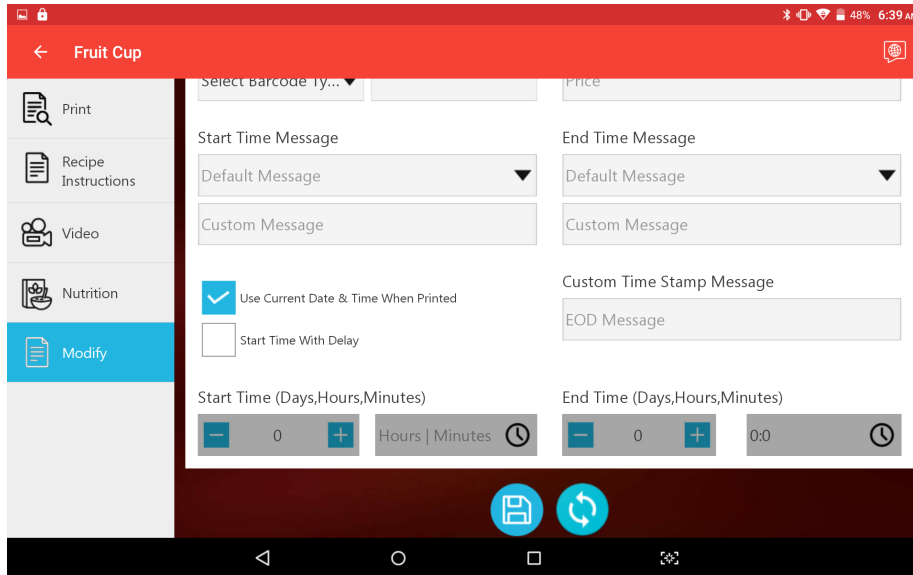 48% 6:39 AM
Fruit Cup
Print
Recipe
Instructions
Video
Nutrition
Modify
Select Barcode Ty...
Price
Start Time Message
End Time Message
Default Message
Default Message
Custom Message
Custom Message
Use Current Date & Time When Printed
Start Time With Delay
Custom Time Stamp Message
EOD Message
Start Time (Days,Hours,Minutes)
End Time (Days,Hours,Minutes)
0
Hours | Minutes
0
0:0